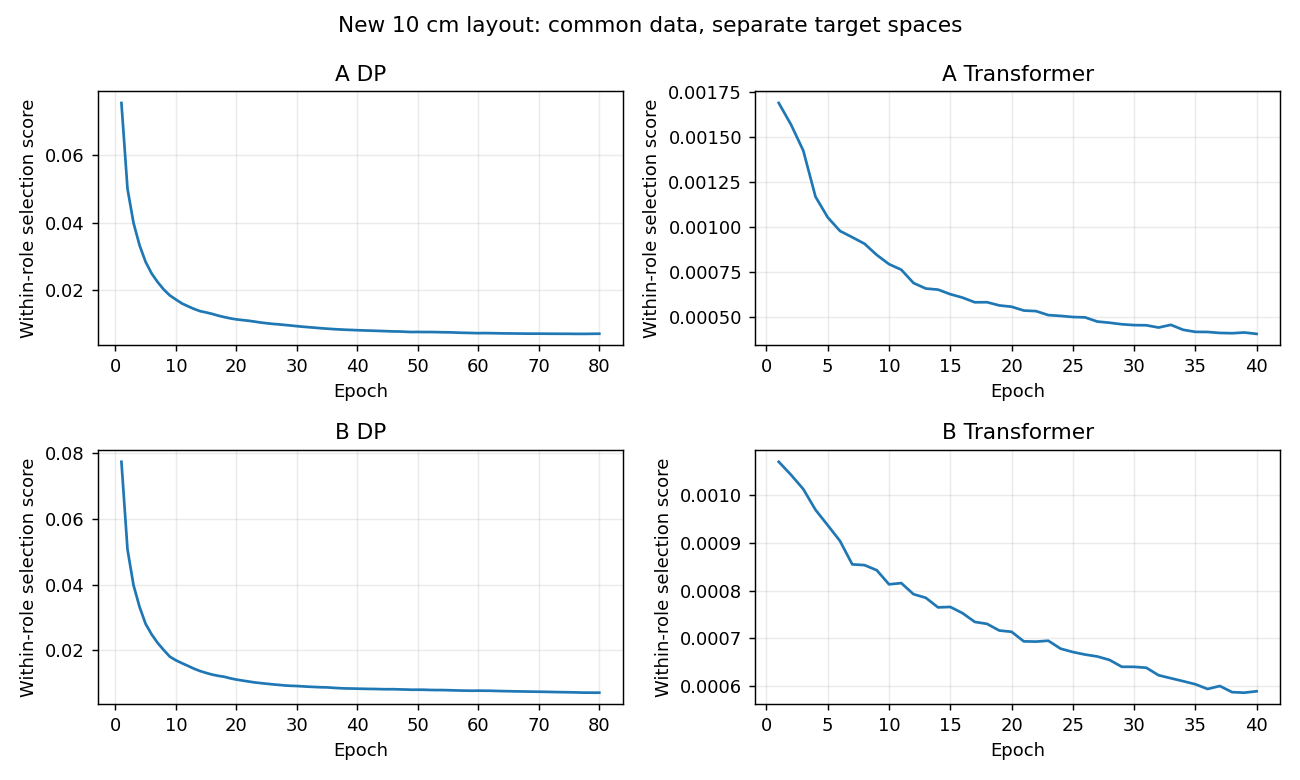 New 10 cm layout: common data, separate target spaces
A DP
Within-role selection score
0.06
0.04
0.02
0 10 20 30 40 50 60 70 80
Epoch
A Transformer
Within-role selection score
0.00175
0.00150
0.00125
0.00100
0.00075
0.00050
0 5 10 15 20 25 30 35 40
Epoch
B DP
Within-role selection score
0.08
0.06
0.04
0.02
0 10 20 30 40 50 60 70 80
Epoch
B Transformer
Within-role selection score
0.0010
0.0009
0.0008
0.0007
0.0006
0 5 10 15 20 25 30 35 40
Epoch